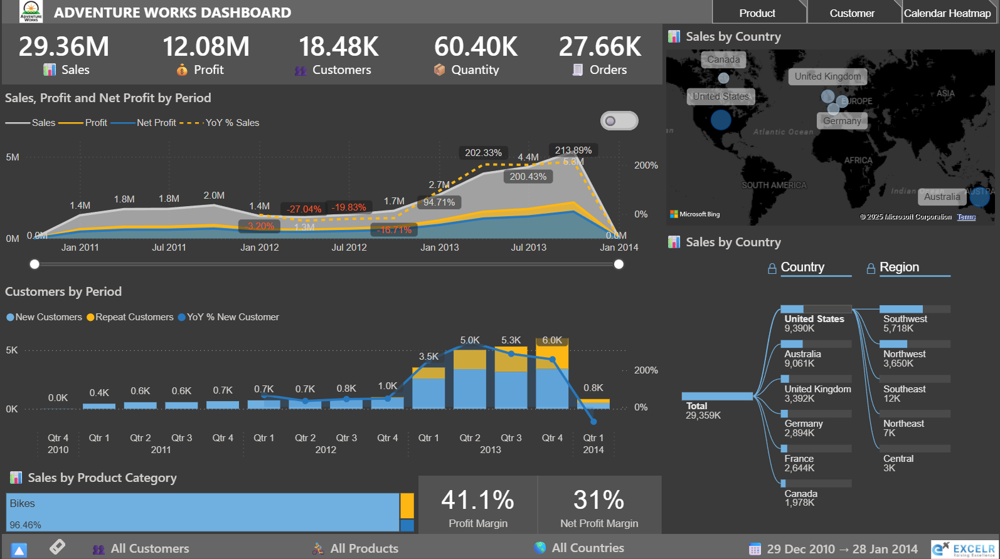 ADVENTURE WORKS
ADVENTURE WORKS DASHBOARD
Product
Customer
Calendar Heatmap
29.36M
Sales
12.08M
Profit
18.48K
Customers
60.40K
Quantity
27.66K
Orders
Sales, Profit and Net Profit by Period
Sales Profit Net Profit YoY % Sales
5M
0M
200%
0%
0.0M
1.4M
1.8M
1.8M
2.0M
1.4M
-3.20%
-27.04%
1.3M
-19.83%
1.7M
-16.71%
2.7M
94.71%
202.33%
4.4M
200.43%
213.89%
5.3M
0.0M
Jan 2011
Jul 2011
Jan 2012
Jul 2012
Jan 2013
Jul 2013
Jan 2014
Customers by Period
New Customers Repeat Customers YoY % New Customer
5K
0K
200%
0%
0.0K
0.4K
0.6K
0.6K
0.7K
0.7K
0.7K
0.8K
1.0K
3.5K
5.0K
5.3K
6.0K
0.8K
Qtr 4 Qtr 1 Qtr 2 Qtr 3 Qtr 4 Qtr 1 Qtr 2 Qtr 3 Qtr 4 Qtr 1 Qtr 2 Qtr 3 Qtr 4 Qtr 1
2010 2011 2012 2013 2014
Sales by Product Category
Bikes
96.46%
41.1%
Profit Margin
31%
Net Profit Margin
Sales by Country
Canada
United Kingdom
United States
EUROPE
ASIA
Germany
Atlantic Ocean
AFRICA
SOUTH AMERICA
Indian Ocean
Australia
Microsoft Bing
© 2025 Microsoft Corporation Terms
Sales by Country
Country
Region
Total
29,359K
United States
9,390K
Australia
9,061K
United Kingdom
3,392K
Germany
2,894K
France
2,644K
Canada
1,978K
Southwest
5,718K
Northwest
3,650K
Southeast
12K
Northeast
7K
Central
3K
All Customers
All Products
All Countries
29 Dec 2010 → 28 Jan 2014
EXCELR
Raising Excellence